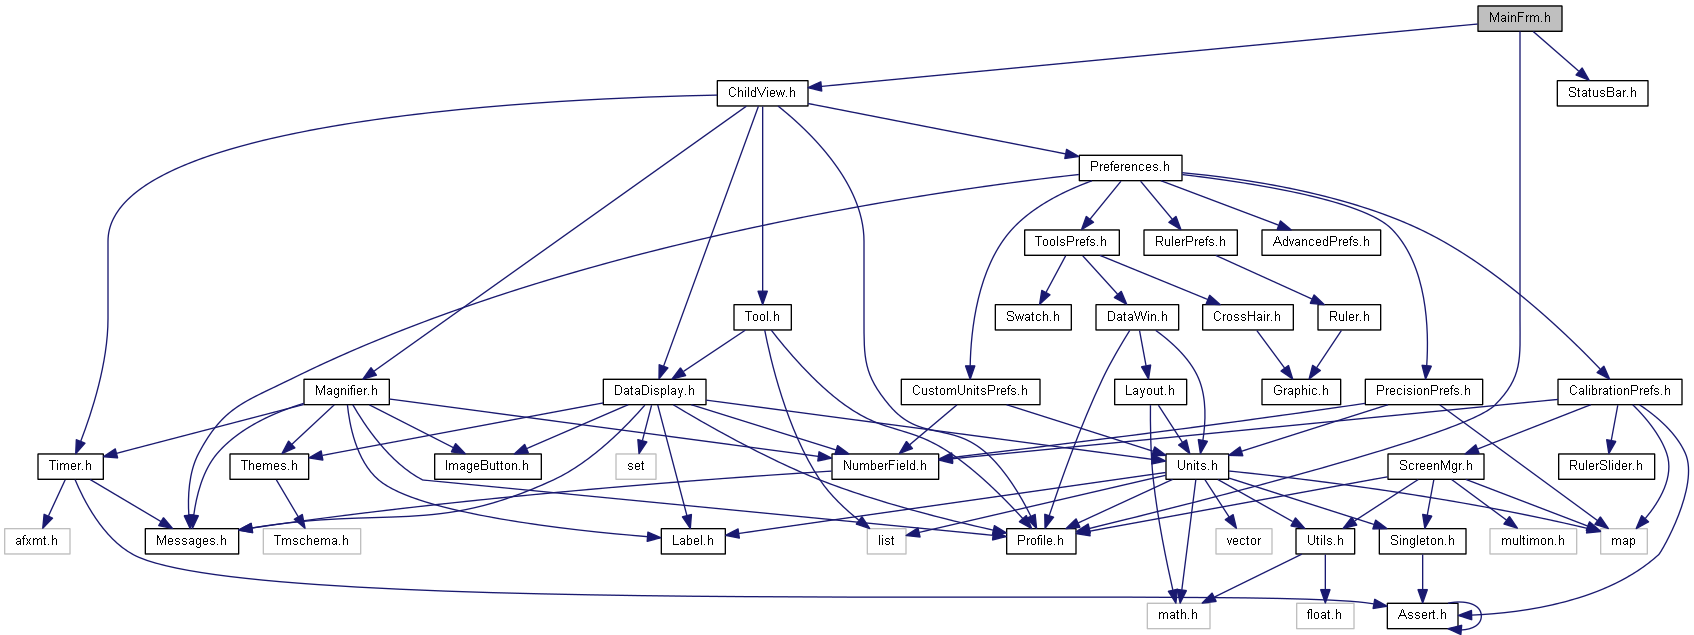 MainFrm.h
ChildView.h
StatusBar.h
Preferences.h
ToolsPrefs.h
RulerPrefs.h
AdvancedPrefs.h
Tool.h
Swatch.h
DataWin.h
CrossHair.h
Ruler.h
Magnifier.h
DataDisplay.h
CustomUnitsPrefs.h
Layout.h
Graphic.h
PrecisionPrefs.h
CalibrationPrefs.h
Timer.h
Themes.h
ImageButton.h
set
NumberField.h
Units.h
ScreenMgr.h
RulerSlider.h
afxmt.h
Messages.h
Tmschema.h
Label.h
list
Profile.h
vector
Utils.h
Singleton.h
multimon.h
map
math.h
float.h
Assert.h